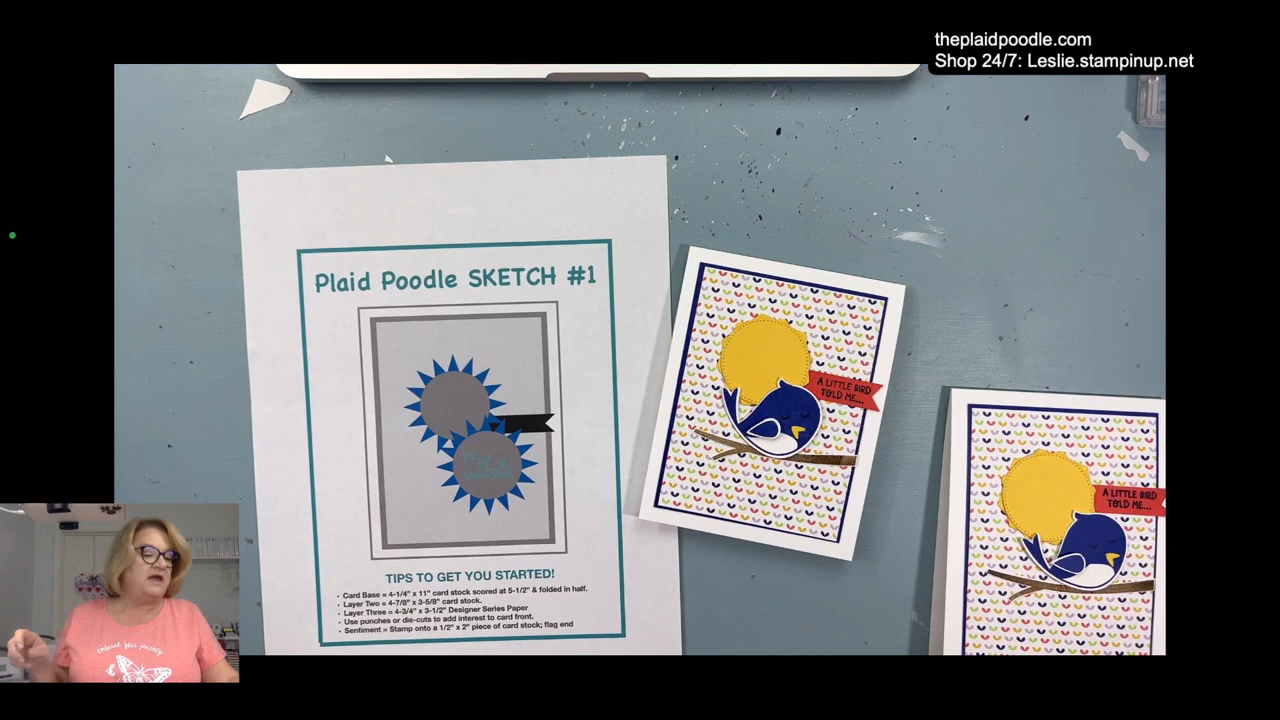 theplaidpoodle.com
Shop 24/7: Leslie.stampinup.net
Plaid Poodle SKETCH #1
TIPS TO GET YOU STARTED!
• Card Base = 4-1/4" x 11" card stock scored at 5-1/2" & folded in half.
• Layer Two = 4-7/8" x 3-5/8" card stock.
• Layer Three = 4-3/4" x 3-1/2" Designer Series Paper
• Use punches or die-cuts to add interest to card front.
• Sentiment = Stamp onto a 1/2" x 2" piece of card stock; flag end
A LITTLE BIRD
TOLD ME...
A LITTLE BIRD
TOLD ME...
embrace your journey